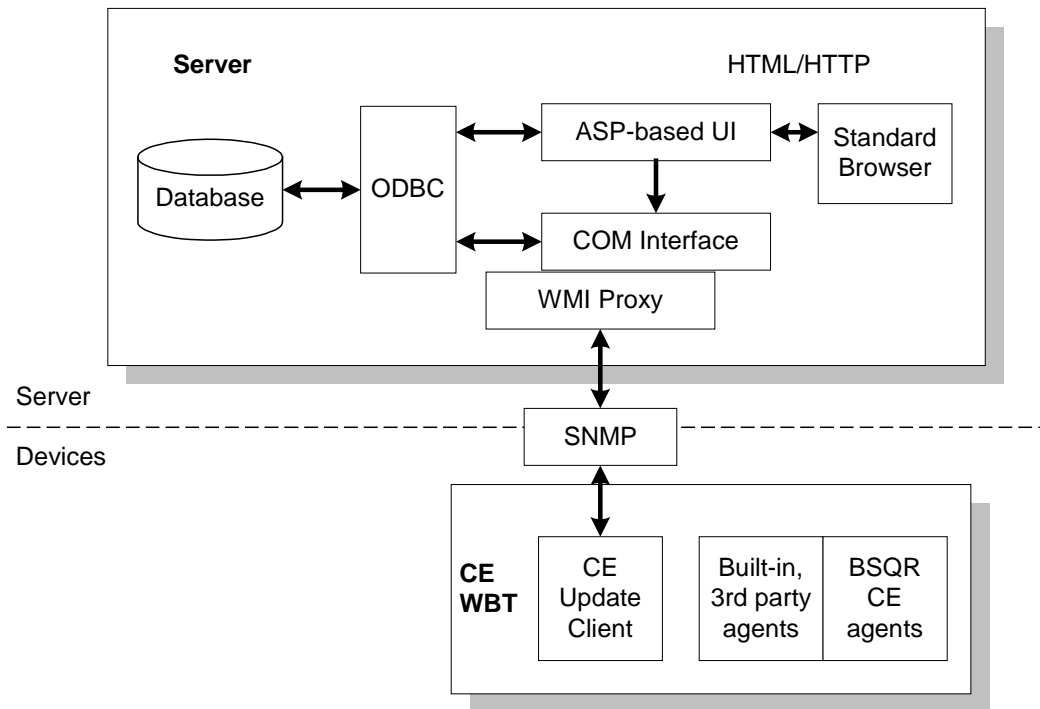 Server
HTML/HTTP
ASP-based UI
Standard
Browser
Database
ODBC
COM Interface
WMI Proxy
Server
SNMP
Devices
CE
WBT
CE
Update
Client
Built-in,
3rd party
agents
BSQR
CE
agents